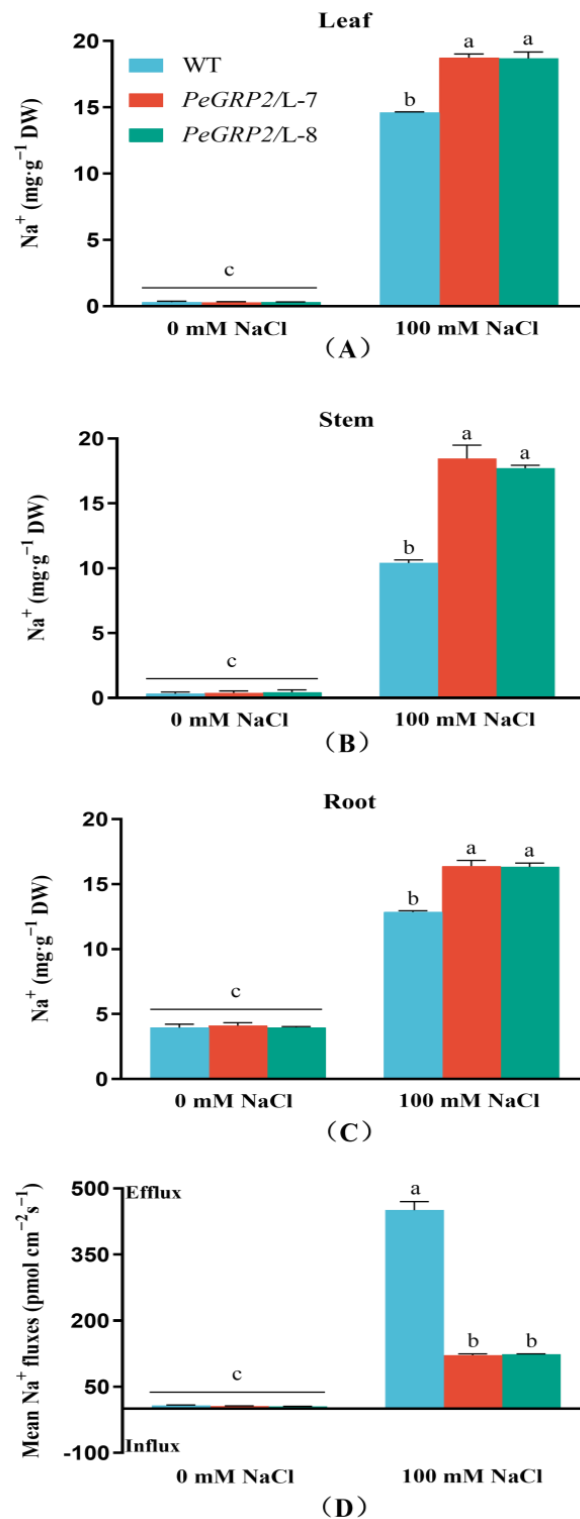 Leaf
WT
PeGRP2/L-7
PeGRP2/L-8
Na⁺ (mg·g⁻¹ DW)
20
15
10
5
0
c
b
a
a
0 mM NaCl
100 mM NaCl
(A)
Stem
Na⁺ (mg·g⁻¹ DW)
20
15
10
5
0
c
b
a
a
0 mM NaCl
100 mM NaCl
(B)
Root
Na⁺ (mg·g⁻¹ DW)
20
15
10
5
0
c
b
a
a
0 mM NaCl
100 mM NaCl
(C)
Mean Na⁺ fluxes (pmol cm⁻²s⁻¹)
500
350
200
50
-100
Efflux
Influx
c
a
b
b
0 mM NaCl
100 mM NaCl
(D)